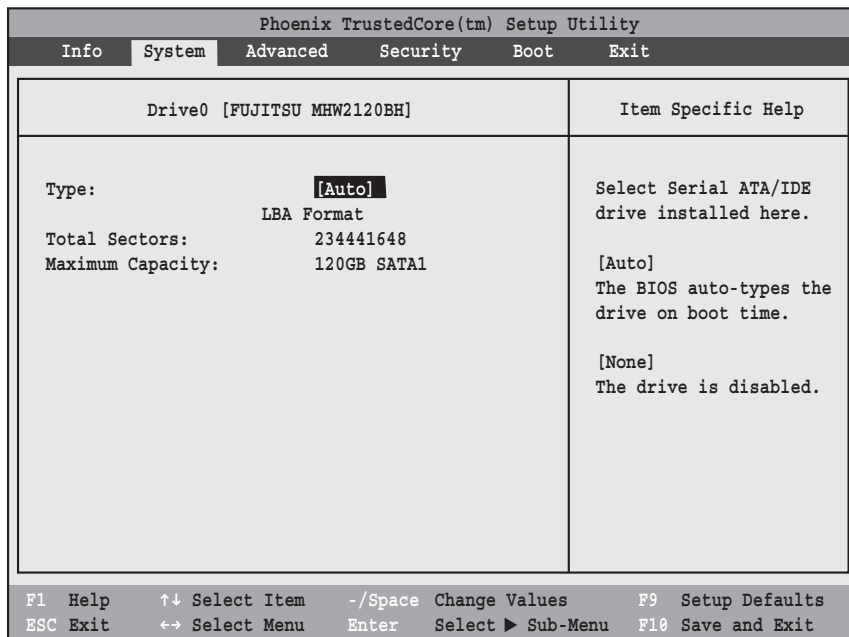 Phoenix TrustedCore(tm) Setup Utility
Info System Advanced Security Boot Exit
Drive0 [FUJITSU MHW2120BH]
Type: [Auto]
LBA Format
Total Sectors: 234441648
Maximum Capacity: 120GB SATA1
Item Specific Help
Select Serial ATA/IDE
drive installed here.
[Auto]
The BIOS auto-types the
drive on boot time.
[None]
The drive is disabled.
F1 Help ↑↓ Select Item -/Space Change Values F9 Setup Defaults
ESC Exit ←→ Select Menu Enter Select ▶ Sub-Menu F10 Save and Exit